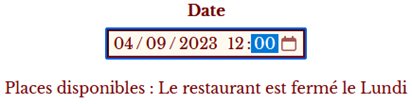 Date
04/09/2023 12:00
Places disponibles : Le restaurant est fermé le Lundi